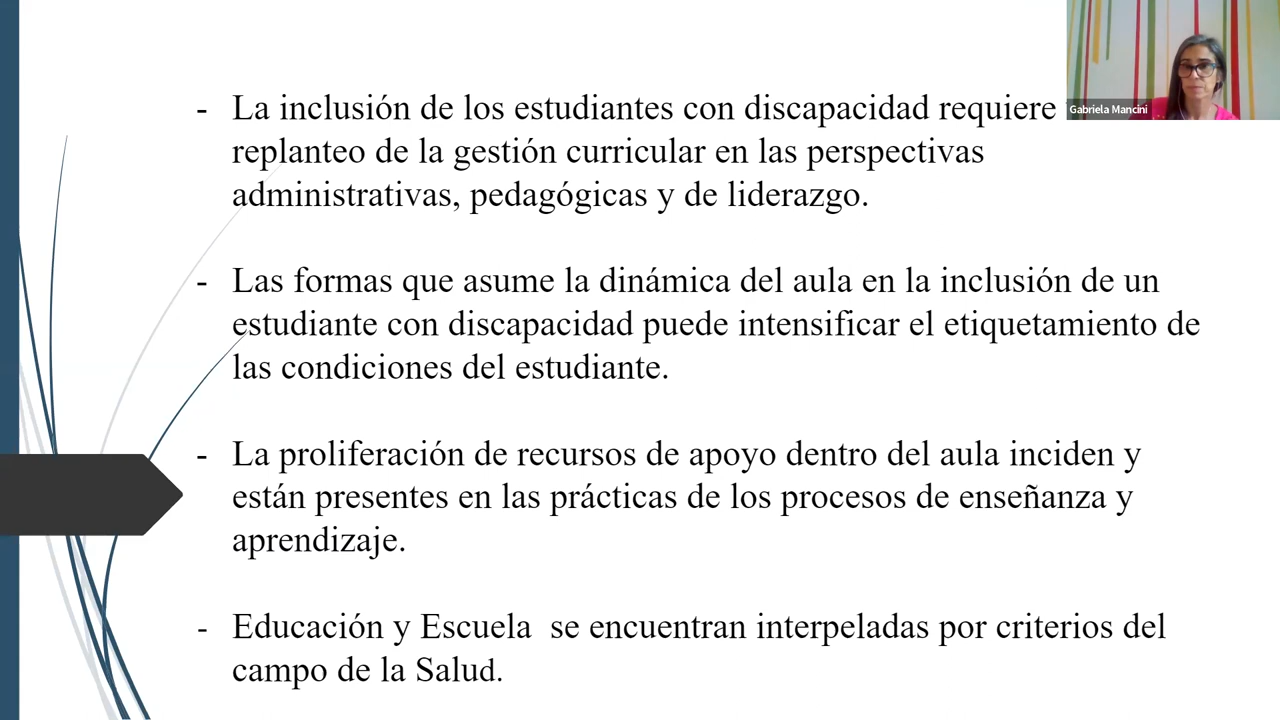 - La inclusión de los estudiantes con discapacidad requiere
replanteo de la gestión curricular en las perspectivas
administrativas, pedagógicas y de liderazgo.
- Las formas que asume la dinámica del aula en la inclusión de un
estudiante con discapacidad puede intensificar el etiquetamiento de
las condiciones del estudiante.
- La proliferación de recursos de apoyo dentro del aula inciden y
están presentes en las prácticas de los procesos de enseñanza y
aprendizaje.
- Educación y Escuela  se encuentran interpeladas por criterios del
campo de la Salud.
Gabriela Mancini